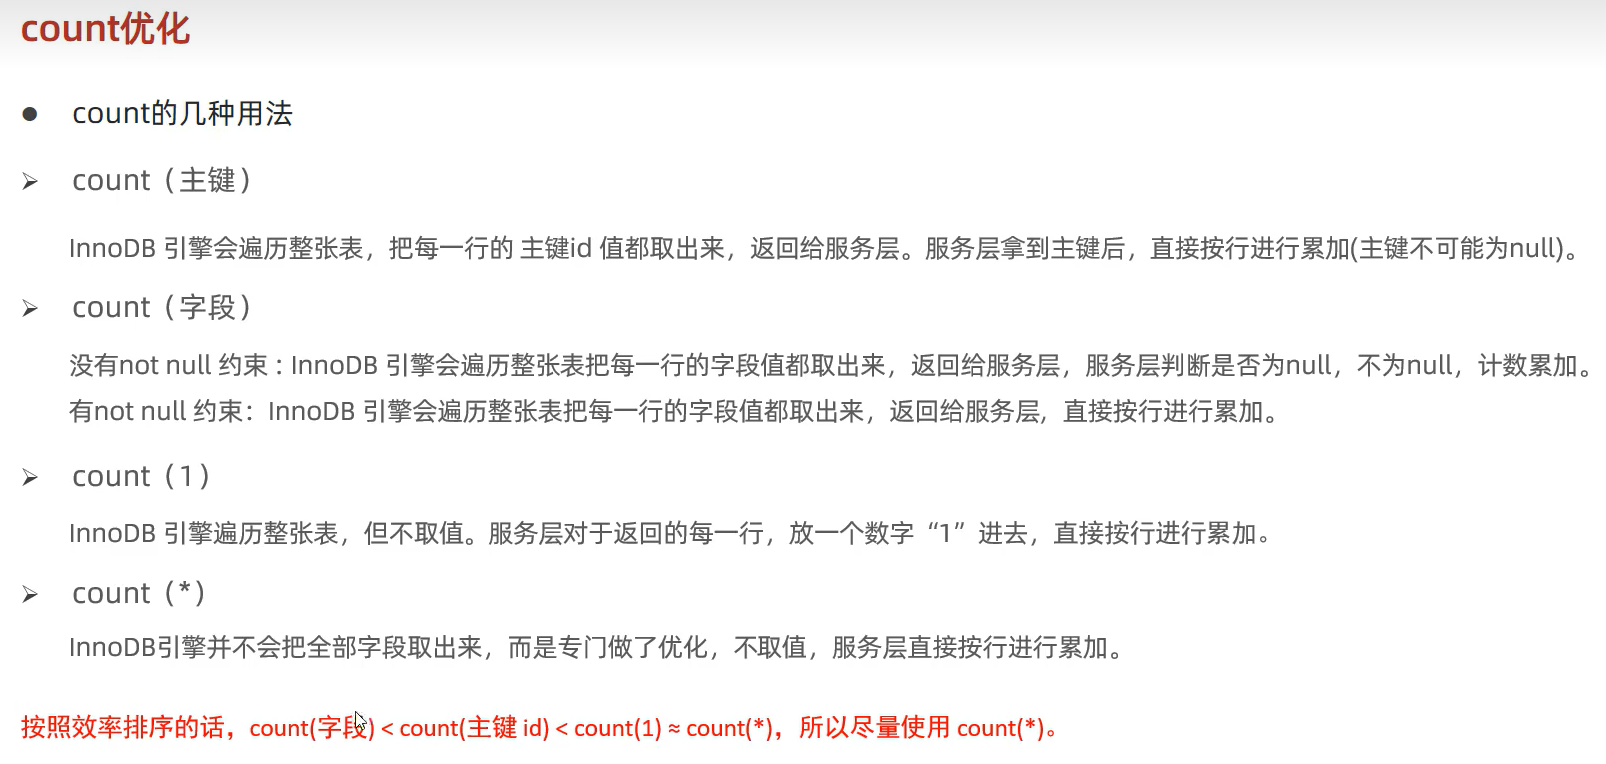 count优化
● count的几种用法
➢ count（主键）
InnoDB 引擎会遍历整张表，把每一行的 主键id 值都取出来，返回给服务层。服务层拿到主键后，直接按行进行累加(主键不可能为null)。
➢ count（字段）
没有not null 约束 : InnoDB 引擎会遍历整张表把每一行的字段值都取出来，返回给服务层，服务层判断是否为null，不为null，计数累加。
有not null 约束：InnoDB 引擎会遍历整张表把每一行的字段值都取出来，返回给服务层，直接按行进行累加。
➢ count（1）
InnoDB 引擎遍历整张表，但不取值。服务层对于返回的每一行，放一个数字“1”进去，直接按行进行累加。
➢ count（*）
InnoDB引擎并不会把全部字段取出来，而是专门做了优化，不取值，服务层直接按行进行累加。
按照效率排序的话，count(字段) < count(主键 id) < count(1) ≈ count(*)，所以尽量使用 count(*)。